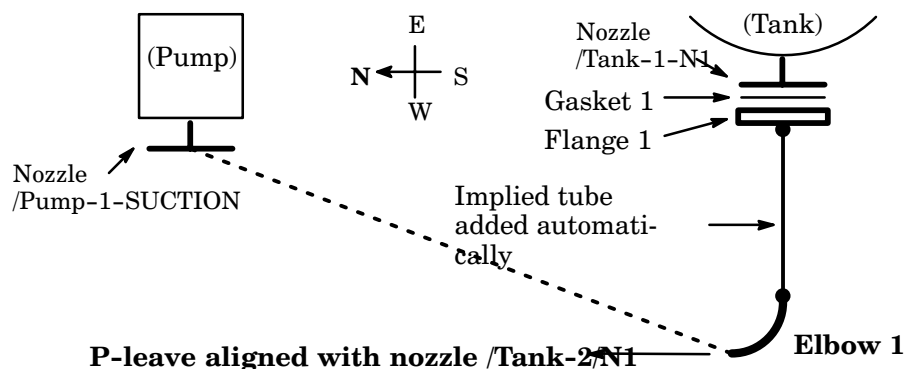 (Pump)
E
N
S
W
Nozzle
/Tank-1-N1
(Tank)
Gasket 1
Flange 1
Nozzle
/Pump-1-SUCTION
Implied tube
added automati-
cally
Elbow 1
P-leave aligned with nozzle /Tank-2/N1